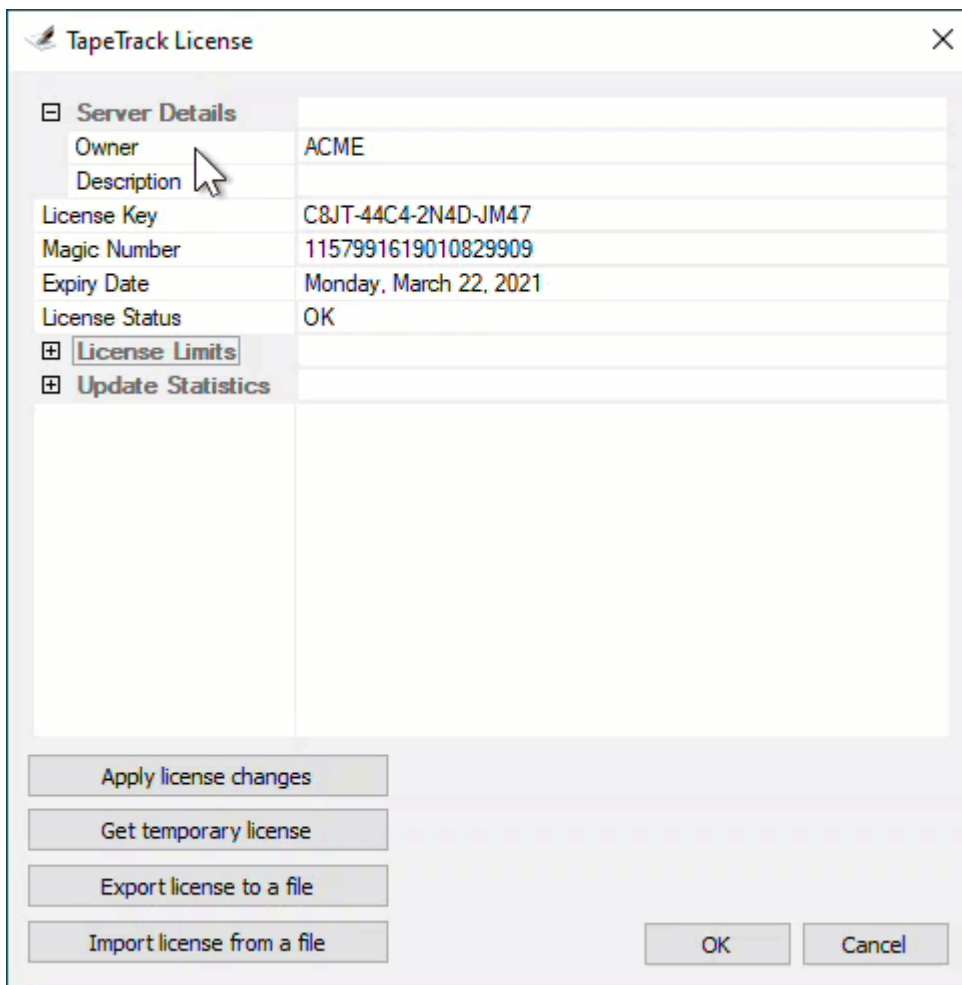 TapeTrack License
Server Details
Owner ACME
Description
License Key C8JT-44C4-2N4D-JM47
Magic Number 1157991619010829909
Expiry Date Monday, March 22, 2021
License Status OK
License Limits
Update Statistics
Apply license changes
Get temporary license
Export license to a file
Import license from a file OK Cancel